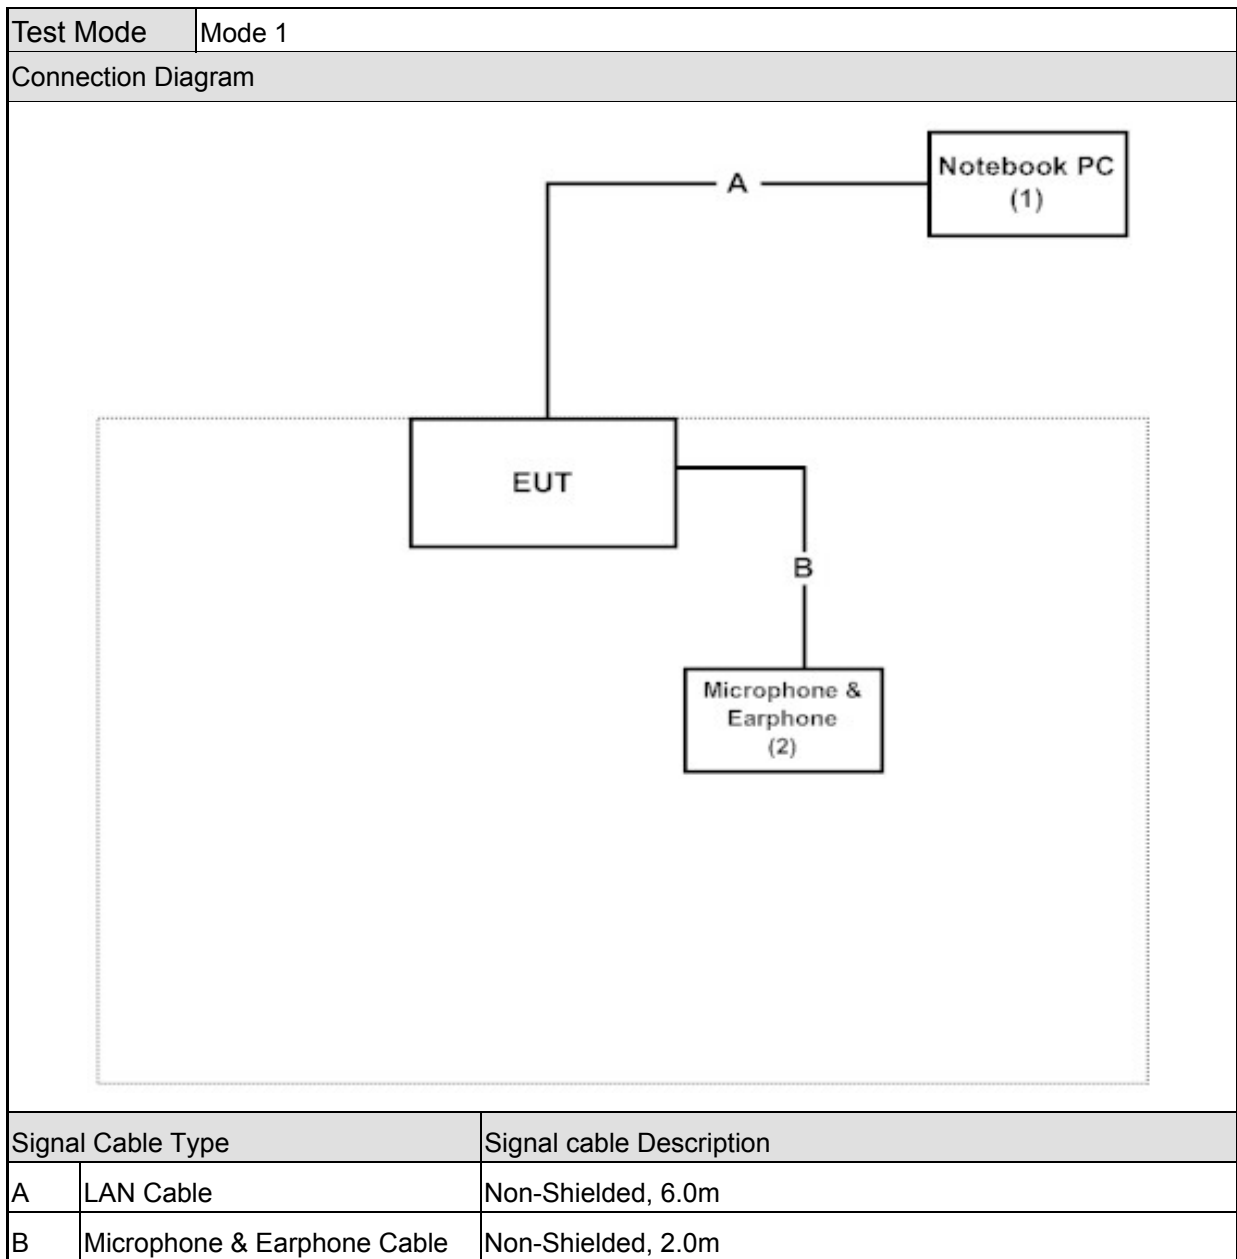 Test Mode Mode 1
Connection Diagram
A
Notebook PC
(1)
EUT
B
Microphone &
Earphone
(2)
Signal Cable Type Signal cable Description
A LAN Cable Non-Shielded, 6.0m
B Microphone & Earphone Cable Non-Shielded, 2.0m